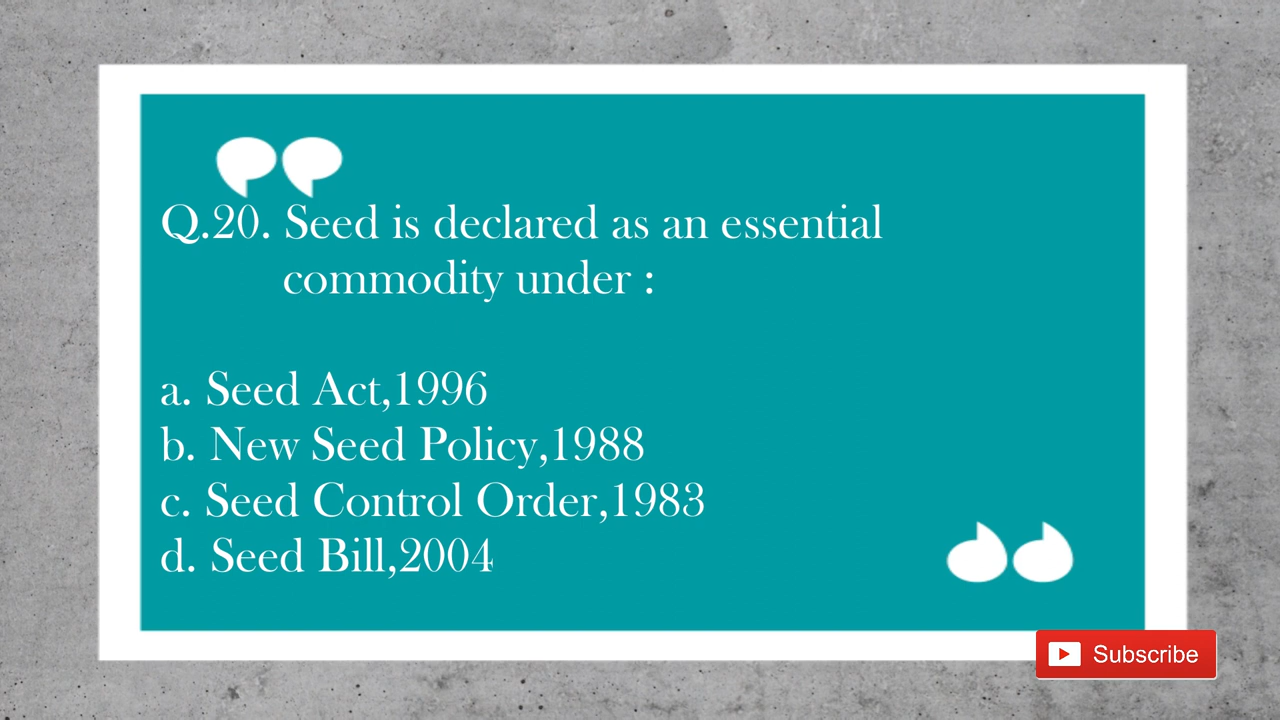 Q.20. Seed is declared as an essential
commodity under :
a. Seed Act,1996
b. New Seed Policy,1988
c. Seed Control Order,1983
d. Seed Bill,2004
Subscribe